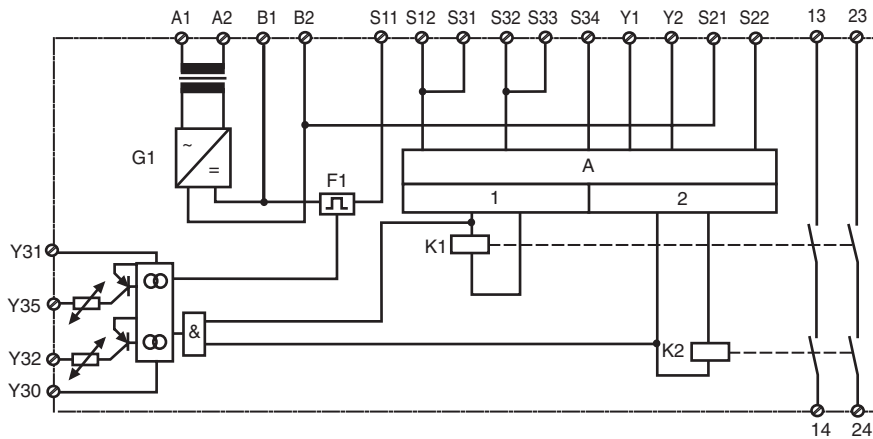 A1 A2 B1 B2 S11 S12 S31 S32 S33 S34 Y1 Y2 S21 S22 13 23
~
=
G1
F1
A
1 2
K1
Y31
Y35
&
Y32
K2
Y30
14 24